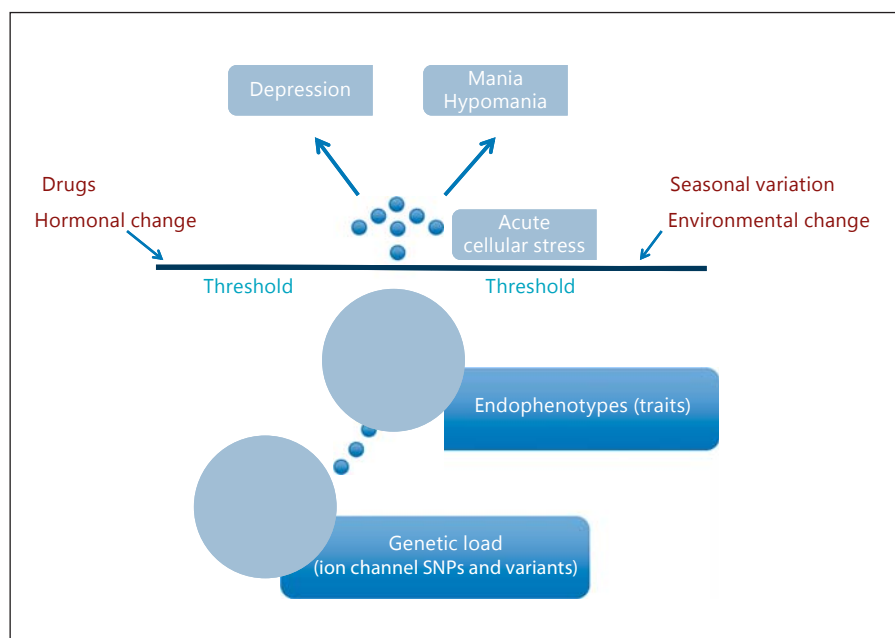 Depression
Mania
Hypomania
Drugs
Hormonal change
Seasonal variation
Environmental change
Acute
cellular stress
Threshold
Threshold
Endophenotypes (traits)
Genetic load
(ion channel SNPs and variants)